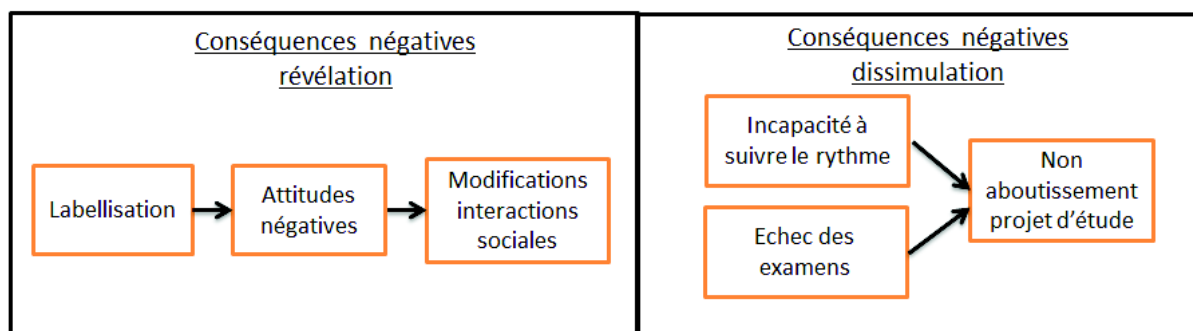 Conséquences négatives
révélation
Labellisation
Attitudes
négatives
Modifications
interactions
sociales
Conséquences négatives
dissimulation
Incapacité à
suivre le rythme
Echec des
examens
Non
aboutissement
projet d'étude